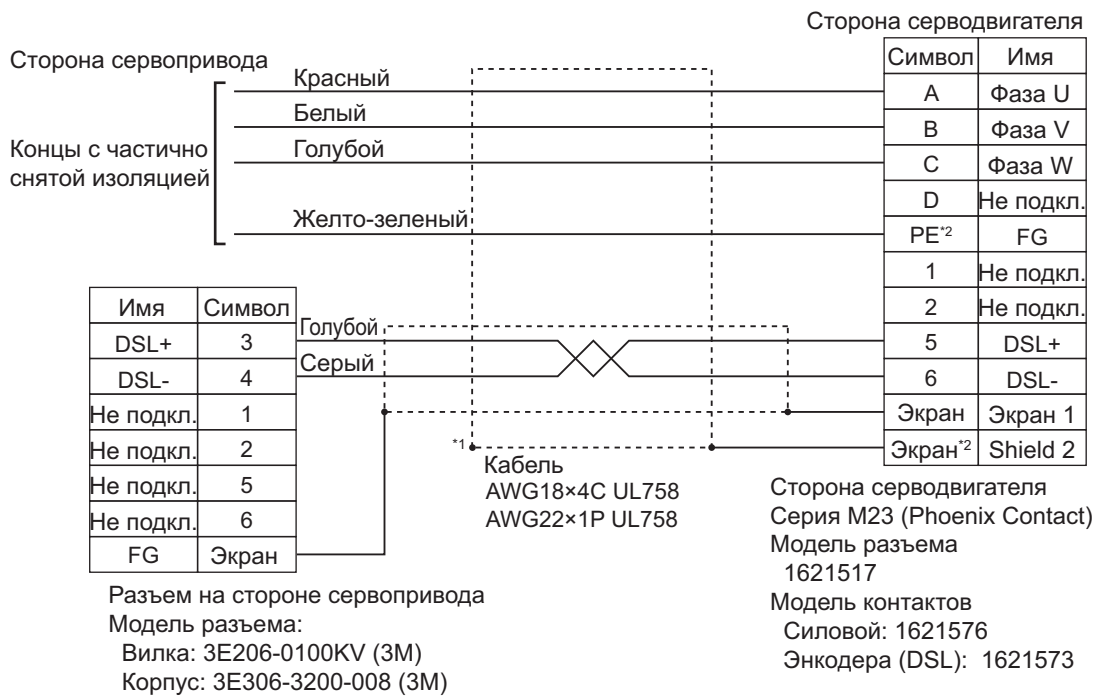 Сторона серводвигателя
Сторона сервопривода
Символ Имя
Красный
A Фаза U
Белый
B Фаза V
Концы с частично
снятой изоляцией
Голубой
C Фаза W
D Не подкл.
Желто-зеленый
PE*2 FG
1 Не подкл.
2 Не подкл.
Имя Символ
DSL+ 3 Голубой 5 DSL+
DSL- 4 Серый 6 DSL-
Не подкл. 1 Экран Экран 1
Не подкл. 2 *1 Экран*2 Shield 2
Не подкл. 5
Не подкл. 6
FG Экран
Кабель
AWG18×4C UL758
AWG22×1P UL758
Сторона серводвигателя
Серия M23 (Phoenix Contact)
Модель разъема
1621517
Модель контактов
Силовой: 1621576
Энкодера (DSL): 1621573
Разъем на стороне сервопривода
Модель разъема:
Вилка: 3E206-0100KV (3M)
Корпус: 3E306-3200-008 (3M)